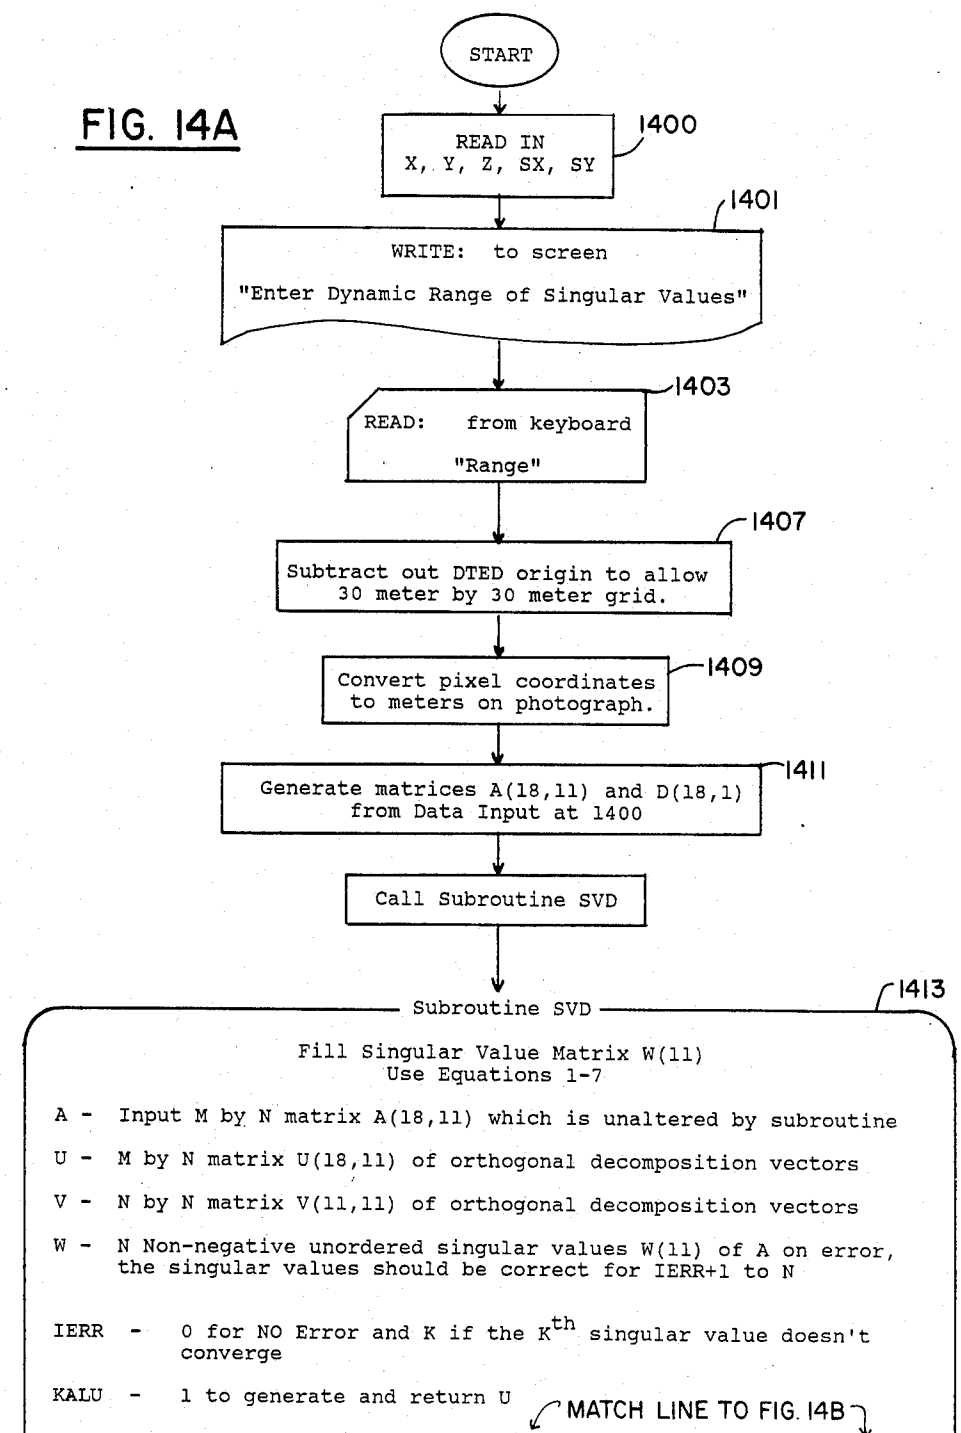 START
FIG. 14A
1400
READ IN
X, Y, Z, SX, SY
1401
WRITE: to screen
"Enter Dynamic Range of Singular Values"
1403
READ: from keyboard
"Range"
1407
Subtract out DTED origin to allow
30 meter by 30 meter grid.
1409
Convert pixel coordinates
to meters on photograph.
1411
Generate matrices A(18,11) and D(18,1)
from Data Input at 1400
Call Subroutine SVD
1413
Subroutine SVD
Fill Singular Value Matrix W(11)
Use Equations 1-7
A - Input M by N matrix A(18,11) which is unaltered by subroutine
U - M by N matrix U(18,11) of orthogonal decomposition vectors
V - N by N matrix V(11,11) of orthogonal decomposition vectors
W - N Non-negative unordered singular values W(11) of A on error,
the singular values should be correct for IERR+1 to N
IERR - 0 for NO Error and K if the Kth singular value doesn't
converge
KALU - 1 to generate and return U
MATCH LINE TO FIG. 14B